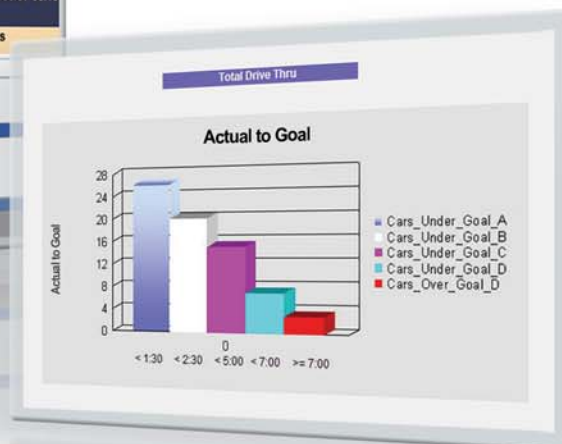 s
Total Drive Thru
Actual to Goal
Actual to Goal
28
24
20
16
12
8
4
0
0
< 1:30 < 2:30 < 5:00 < 7:00 >= 7:00
Cars_Under_Goal_A
Cars_Under_Goal_B
Cars_Under_Goal_C
Cars_Under_Goal_D
Cars_Over_Goal_D